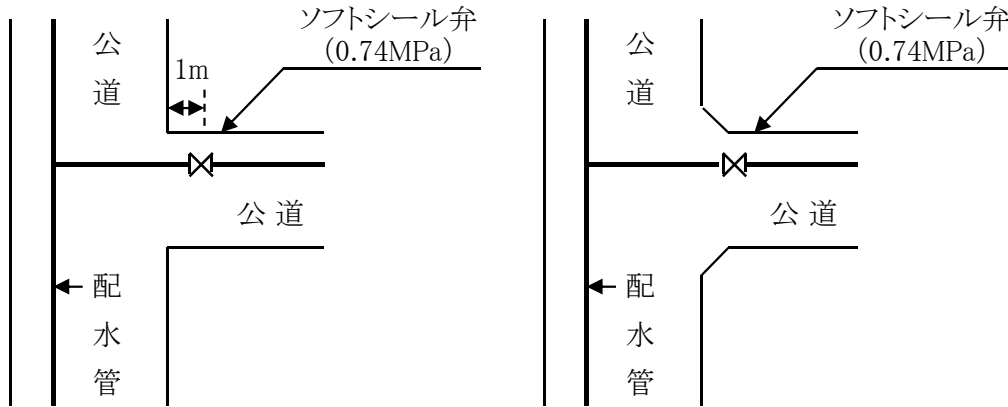 ソフトシール弁
(0.74MPa)
公
道
1m
公 道
配
水
管
ソフトシール弁
(0.74MPa)
公
道
公 道
配
水
管